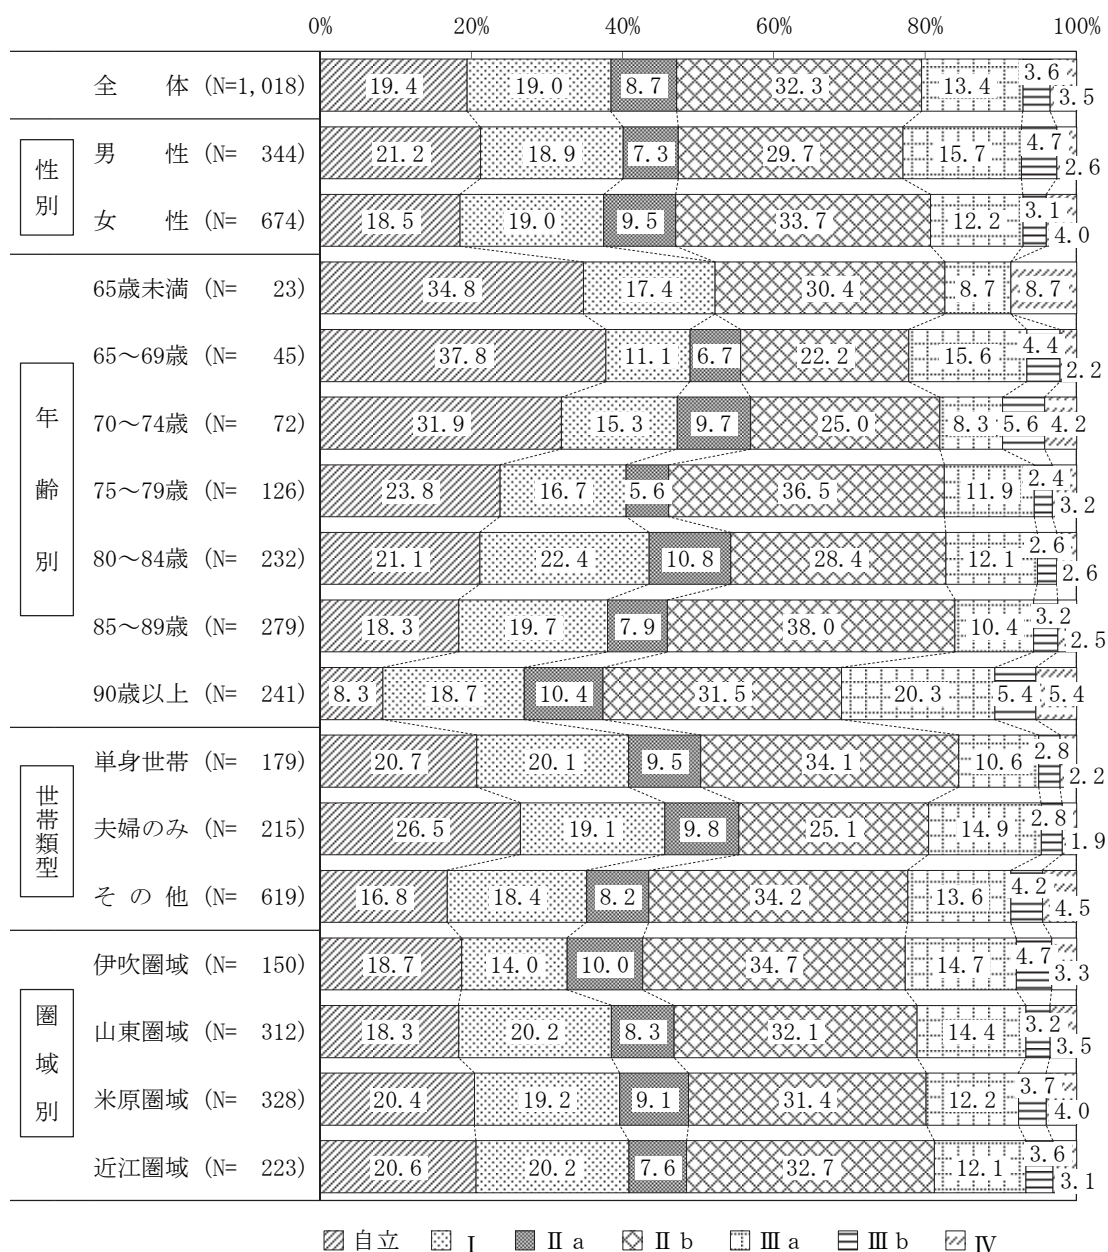 0% 20% 40% 60% 80% 100%
全　体 (N=1,018) 19.4 19.0 8.7 32.3 13.4 3.6 3.5
性別
男　性 (N= 344) 21.2 18.9 7.3 29.7 15.7 4.7 2.6
女　性 (N= 674) 18.5 19.0 9.5 33.7 12.2 3.1 4.0
年齢別
65歳未満 (N= 23) 34.8 17.4 30.4 8.7 8.7
65～69歳 (N= 45) 37.8 11.1 6.7 22.2 15.6 4.4 2.2
70～74歳 (N= 72) 31.9 15.3 9.7 25.0 8.3 5.6 4.2
75～79歳 (N= 126) 23.8 16.7 5.6 36.5 11.9 2.4 3.2
80～84歳 (N= 232) 21.1 22.4 10.8 28.4 12.1 2.6 2.6
85～89歳 (N= 279) 18.3 19.7 7.9 38.0 10.4 3.2 2.5
90歳以上 (N= 241) 8.3 18.7 10.4 31.5 20.3 5.4 5.4
世帯類型
単身世帯 (N= 179) 20.7 20.1 9.5 34.1 10.6 2.8 2.2
夫婦のみ (N= 215) 26.5 19.1 9.8 25.1 14.9 2.8 1.9
その他 (N= 619) 16.8 18.4 8.2 34.2 13.6 4.2 4.5
圏域別
伊吹圏域 (N= 150) 18.7 14.0 10.0 34.7 14.7 4.7 3.3
山東圏域 (N= 312) 18.3 20.2 8.3 32.1 14.4 3.2 3.5
米原圏域 (N= 328) 20.4 19.2 9.1 31.4 12.2 3.7 4.0
近江圏域 (N= 223) 20.6 20.2 7.6 32.7 12.1 3.6 3.1
自立 Ⅰ Ⅱa Ⅱb Ⅲa Ⅲb Ⅳ